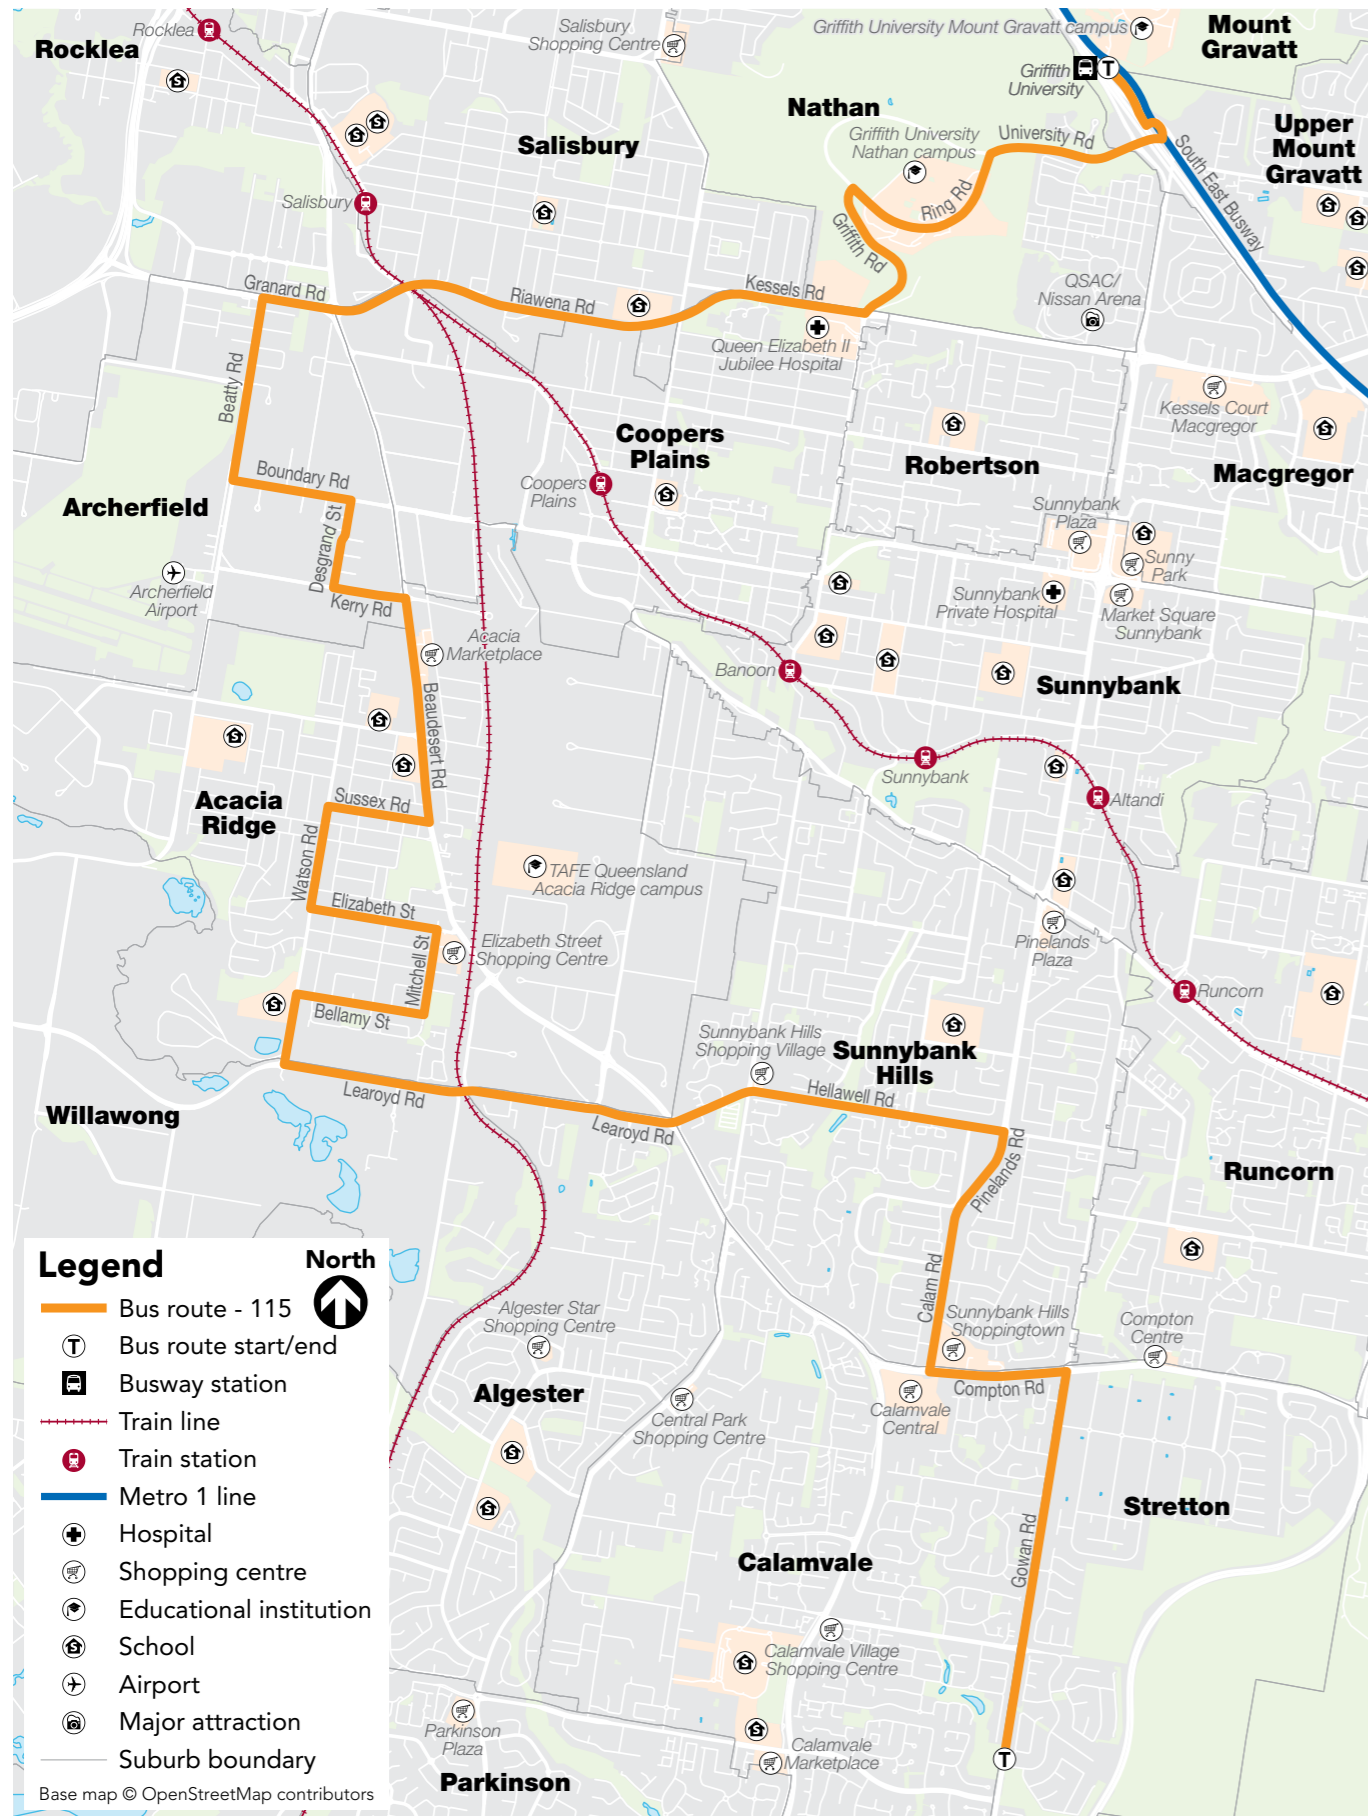 Rocklea
Rocklea
Salisbury
Shopping Centre
Griffith University Mount Gravatt campus
Mount
Gravatt
Griffith
University
Nathan
Upper
Mount
Gravatt
Salisbury
Griffith University
Nathan campus
University Rd
South East Busway
Ring Rd
Griffith Rd
Salisbury
Granard Rd
Riawena Rd
Kessels Rd
QSAC/
Nissan Arena
Queen Elizabeth II
Jubilee Hospital
Beatty Rd
Kessels Court
Macgregor
Coopers
Plains
Robertson
Macgregor
Boundary Rd
Coopers
Plains
Archerfield
Sunnybank
Plaza
Desgrand St
Sunny
Park
Archerfield
Airport
Kerry Rd
Sunnybank
Private Hospital
Market Square
Sunnybank
Acacia
Marketplace
Banoon
Sunnybank
Beaudesert Rd
Sunnybank
Altandi
Acacia
Ridge
Sussex Rd
Watson Rd
TAFE Queensland
Acacia Ridge campus
Elizabeth St
Elizabeth Street
Shopping Centre
Pinelands
Plaza
Mitchell St
Runcorn
Bellamy St
Sunnybank Hills
Shopping Village
Sunnybank
Hills
Willawong
Learoyd Rd
Hellawell Rd
Learoyd Rd
Pinelands Rd
Runcorn
Calam Rd
Algester Star
Shopping Centre
Sunnybank Hills
Shoppingtown
Compton
Centre
Algester
Compton Rd
Central Park
Shopping Centre
Calamvale
Central
Stretton
Gowan Rd
Calamvale
Calamvale Village
Shopping Centre
Parkinson
Plaza
Calamvale
Marketplace
Parkinson
Legend
North
Bus route - 115
T Bus route start/end
Busway station
Train line
Train station
Metro 1 line
Hospital
Shopping centre
Educational institution
School
Airport
Major attraction
Suburb boundary
Base map © OpenStreetMap contributors